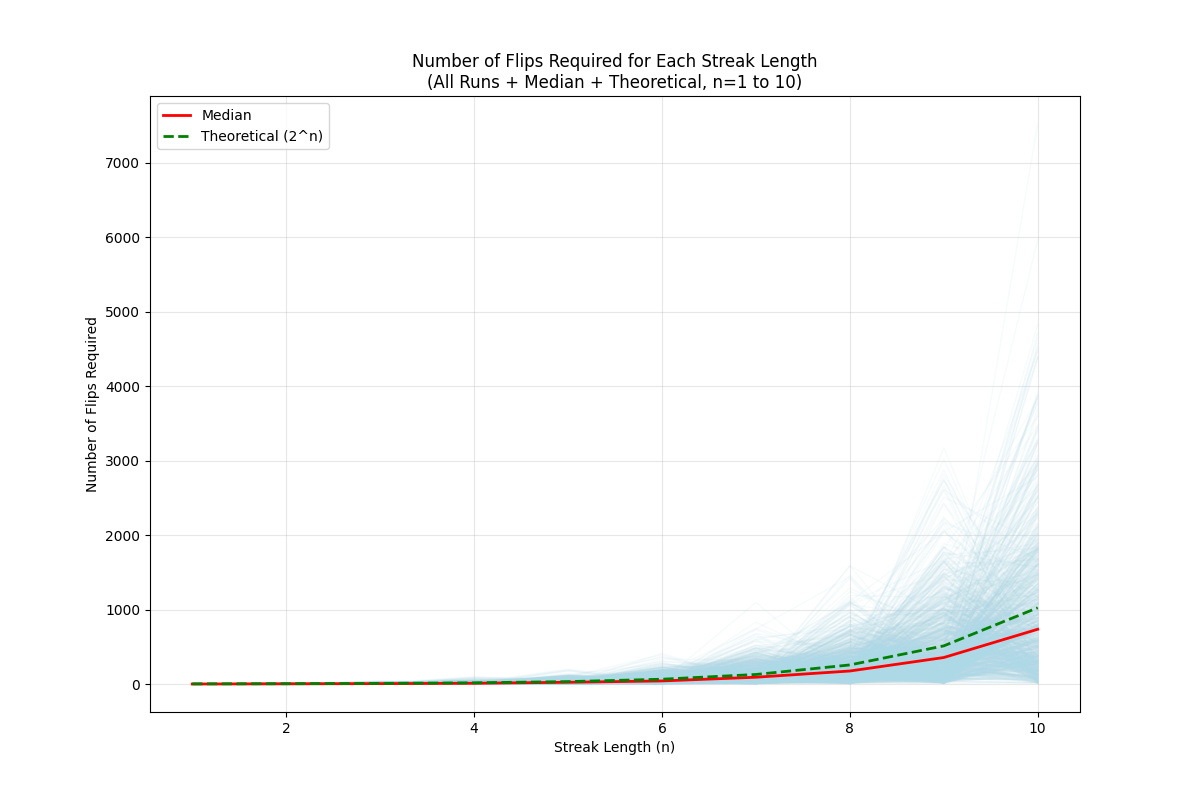 Number of Flips Required for Each Streak Length
(All Runs + Median + Theoretical, n=1 to 10)
Median
Theoretical (2^n)
Number of Flips Required
7000
6000
5000
4000
3000
2000
1000
0
2
4
6
8
10
Streak Length (n)